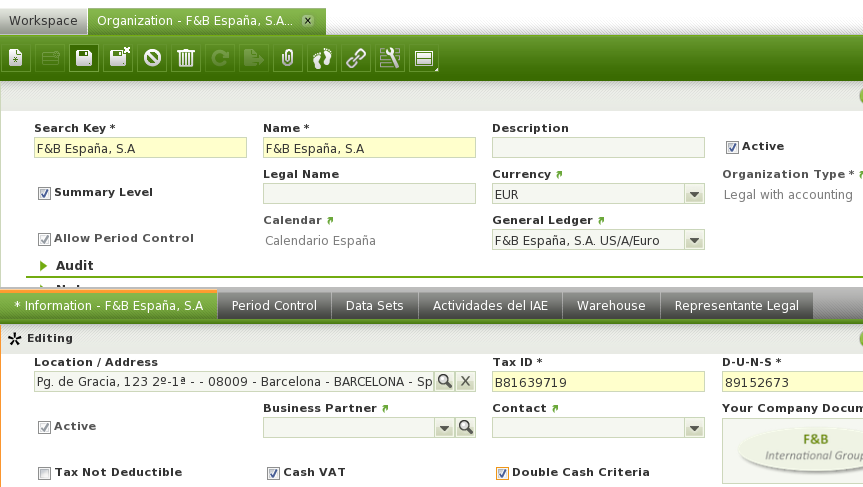 Workspace
Organization - F&B España, S.A...
Search Key *
Name *
Description
Active
F&B España, S.A
F&B España, S.A
Legal Name
Currency
Organization Type *
Summary Level
EUR
Legal with accounting
Calendar
General Ledger
Allow Period Control
Calendario España
F&B España, S.A. US/A/Euro
Audit
* Information - F&B España, S.A
Period Control
Data Sets
Actividades del IAE
Warehouse
Representante Legal
Editing
Location / Address
Tax ID *
D-U-N-S *
Pg. de Gracia, 123 2º-1ª - - 08009 - Barcelona - BARCELONA - Sp
B81639719
89152673
Active
Business Partner
Contact
Your Company Docum
F&B
International Group
Tax Not Deductible
Cash VAT
Double Cash Criteria